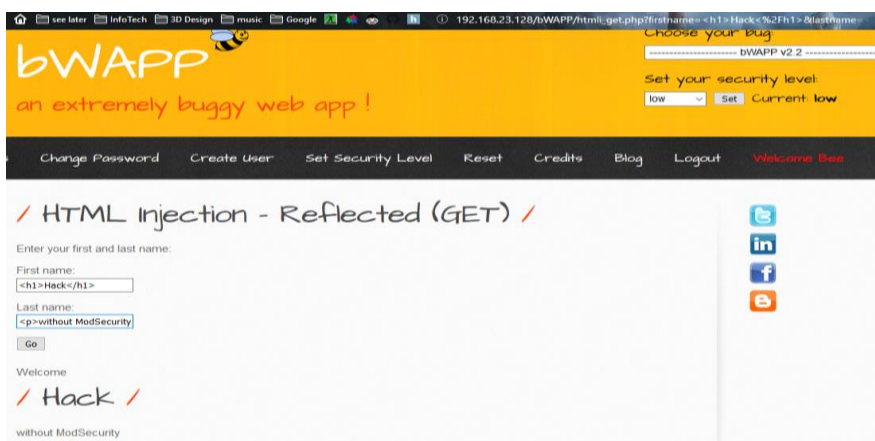 see later InfoTech 3D Design music Google 192.168.23.128/bWAPP/htmli_get.php?firstname=<h1>Hack<%2Fh1>&lastname=
bWAPP
an extremely buggy web app !
Choose your bug:
bWAPP v2.2
Set your security level:
low Set Current: low
s Change Password Create User Set Security Level Reset Credits Blog Logout Welcome Bee
/ HTML Injection - Reflected (GET) /
Enter your first and last name:
First name:
<h1>Hack</h1>
Last name:
<p>without ModSecurity
Go
Welcome
/ Hack /
without ModSecurity